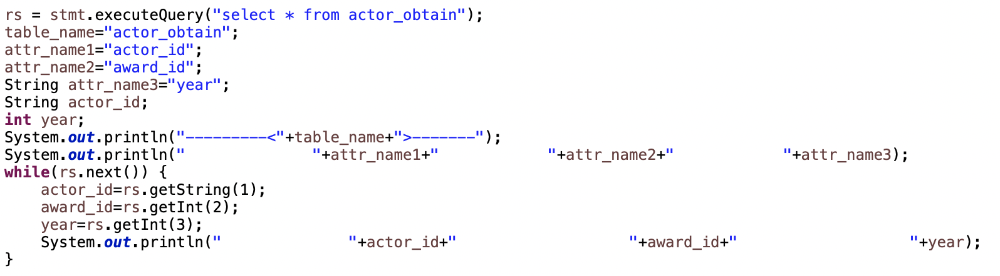 rs = stmt.executeQuery("select * from actor_obtain");
table_name="actor_obtain";
attr_name1="actor_id";
attr_name2="award_id";
String attr_name3="year";
String actor_id;
int year;
System.out.println("---------<"+table_name+">-------");
System.out.println("              "+attr_name1+"            "+attr_name2+"            "+attr_name3);
while(rs.next()) {
    actor_id=rs.getString(1);
    award_id=rs.getInt(2);
    year=rs.getInt(3);
    System.out.println("              "+actor_id+"                   "+award_id+"                   "+year);
}